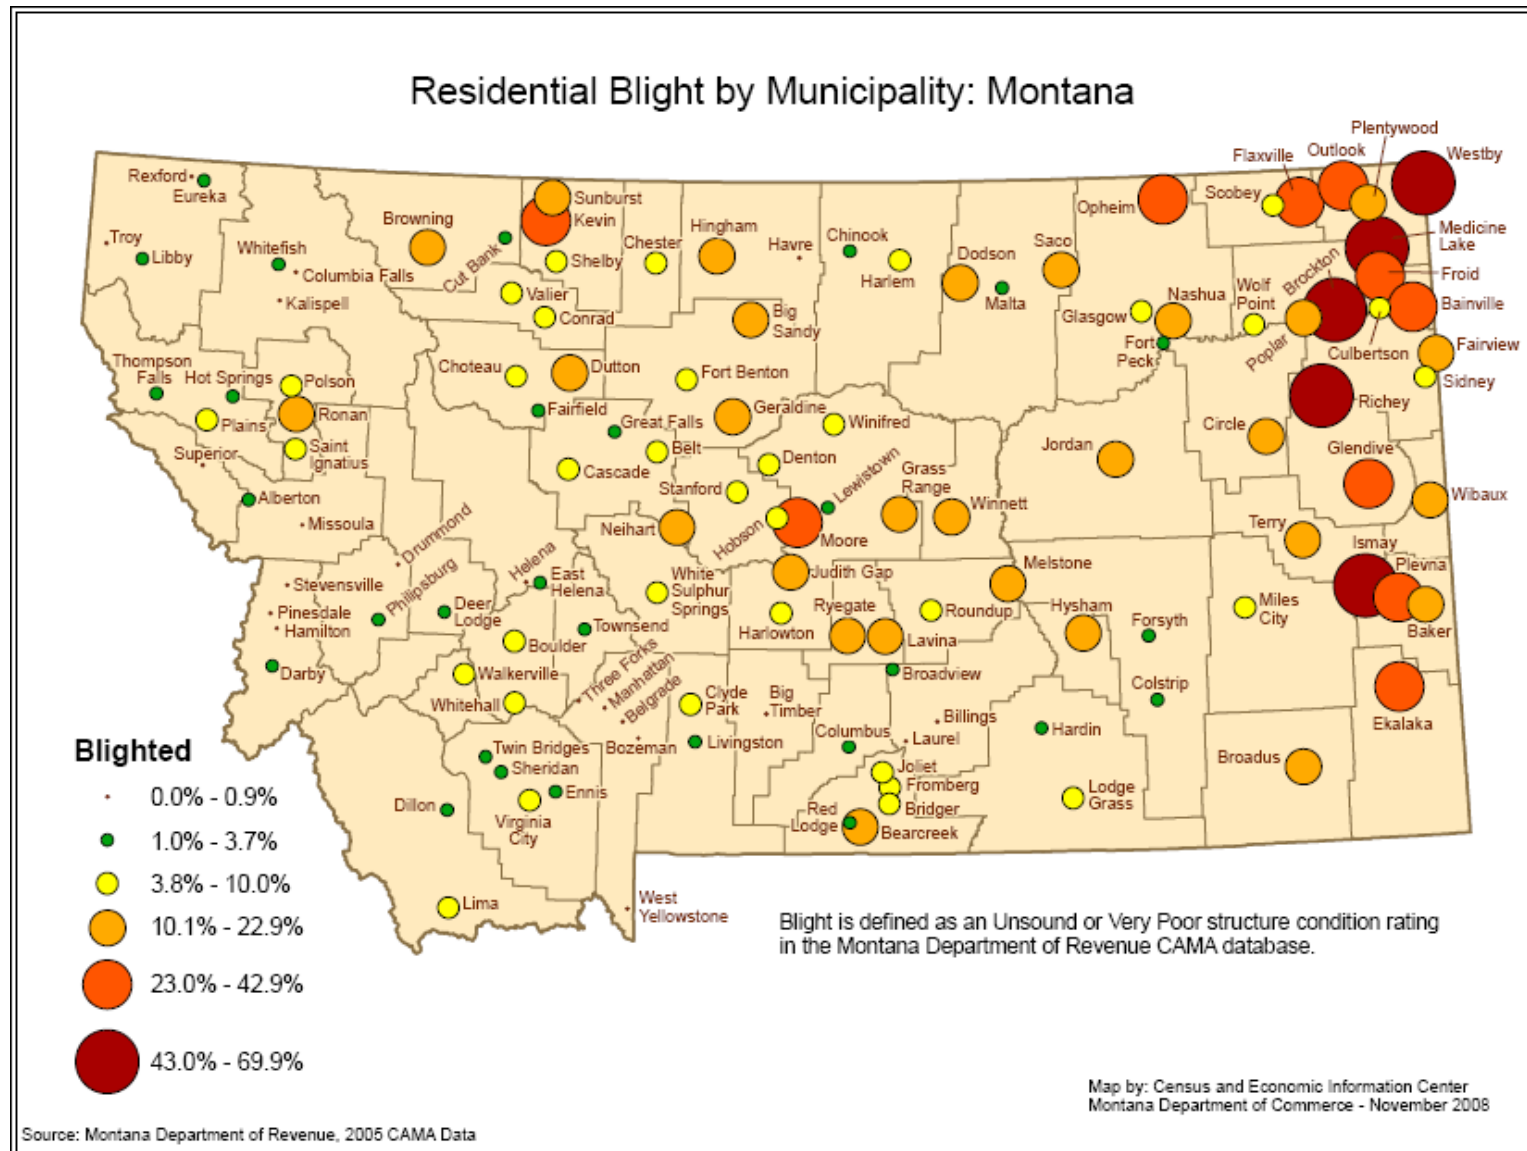 Residential Blight by Municipality: Montana
Plentywood
Outlook
Westby
Flaxville
Rexford
Eureka
Scobey
Sunburst
Browning
Kevin
Opheim
Hingham
Medicine
Lake
Troy
Libby
Whitefish
Cut Bank
Chester
Havre
Chinook
Saco
Dodson
Brockton
Columbia Falls
Shelby
Harlem
Froid
Kalispell
Valier
Malta
Nashua
Wolf
Point
Bainville
Conrad
Big
Sandy
Glasgow
Fort
Peck
Poplar
Culbertson
Fairview
Thompson
Falls
Hot Springs
Polson
Choteau
Dutton
Fort Benton
Sidney
Ronan
Fairfield
Geraldine
Richey
Plains
Great Falls
Winifred
Circle
Superior
Saint
Ignatius
Belt
Jordan
Glendive
Cascade
Denton
Grass
Range
Alberton
Stanford
Lewistown
Winnett
Wibaux
Missoula
Neihart
Hobson
Moore
Terry
Drummond
Ismay
Helena
East
Helena
White
Sulphur
Springs
Judith Gap
Melstone
Plevna
Stevensville
Philipsburg
Pinesdale
Hamilton
Deer
Lodge
Ryegate
Roundup
Hysham
Miles
City
Baker
Townsend
Harlowton
Lavina
Forsyth
Boulder
Darby
Walkerville
Three Forks
Manhattan
Belgrade
Broadview
Whitehall
Clyde
Park
Big
Timber
Colstrip
Ekalaka
Billings
Bozeman
Livingston
Columbus
Laurel
Hardin
Twin Bridges
Sheridan
Joliet
Broadus
Dillon
Ennis
Fromberg
Lodge
Grass
Virginia
City
Red
Lodge
Bridger
Bearcreek
Lima
West
Yellowstone
Blighted
0.0% - 0.9%
1.0% - 3.7%
3.8% - 10.0%
10.1% - 22.9%
23.0% - 42.9%
43.0% - 69.9%
Blight is defined as an Unsound or Very Poor structure condition rating
in the Montana Department of Revenue CAMA database.
Map by: Census and Economic Information Center
Montana Department of Commerce - November 2008
Source: Montana Department of Revenue, 2005 CAMA Data